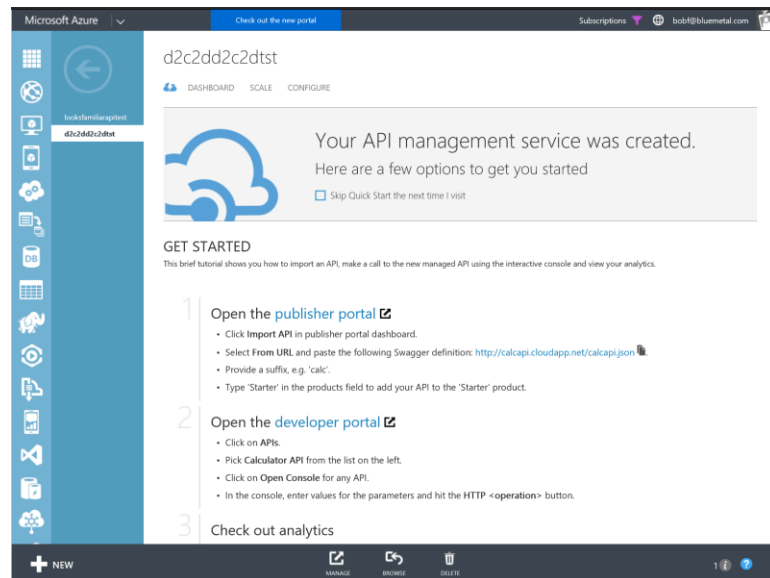 Microsoft Azure
Check out the new portal
Subscriptions
bobf@bluemetal.com
looksfamiliarapitest
d2c2dd2c2dtst
d2c2dd2c2dtst
DASHBOARD SCALE CONFIGURE
Your API management service was created.
Here are a few options to get you started
Skip Quick Start the next time I visit
GET STARTED
This brief tutorial shows you how to import an API, make a call to the new managed API using the interactive console and view your analytics.
1 Open the publisher portal
• Click Import API in publisher portal dashboard.
• Select From URL and paste the following Swagger definition: http://calcapi.cloudapp.net/calcapi.json .
• Provide a suffix, e.g. 'calc'.
• Type 'Starter' in the products field to add your API to the 'Starter' product.
2 Open the developer portal
• Click on APIs.
• Pick Calculator API from the list on the left.
• Click on Open Console for any API.
• In the console, enter values for the parameters and hit the HTTP <operation> button.
3 Check out analytics
DB
NEW
MANAGE BROWSE DELETE
1 i ?